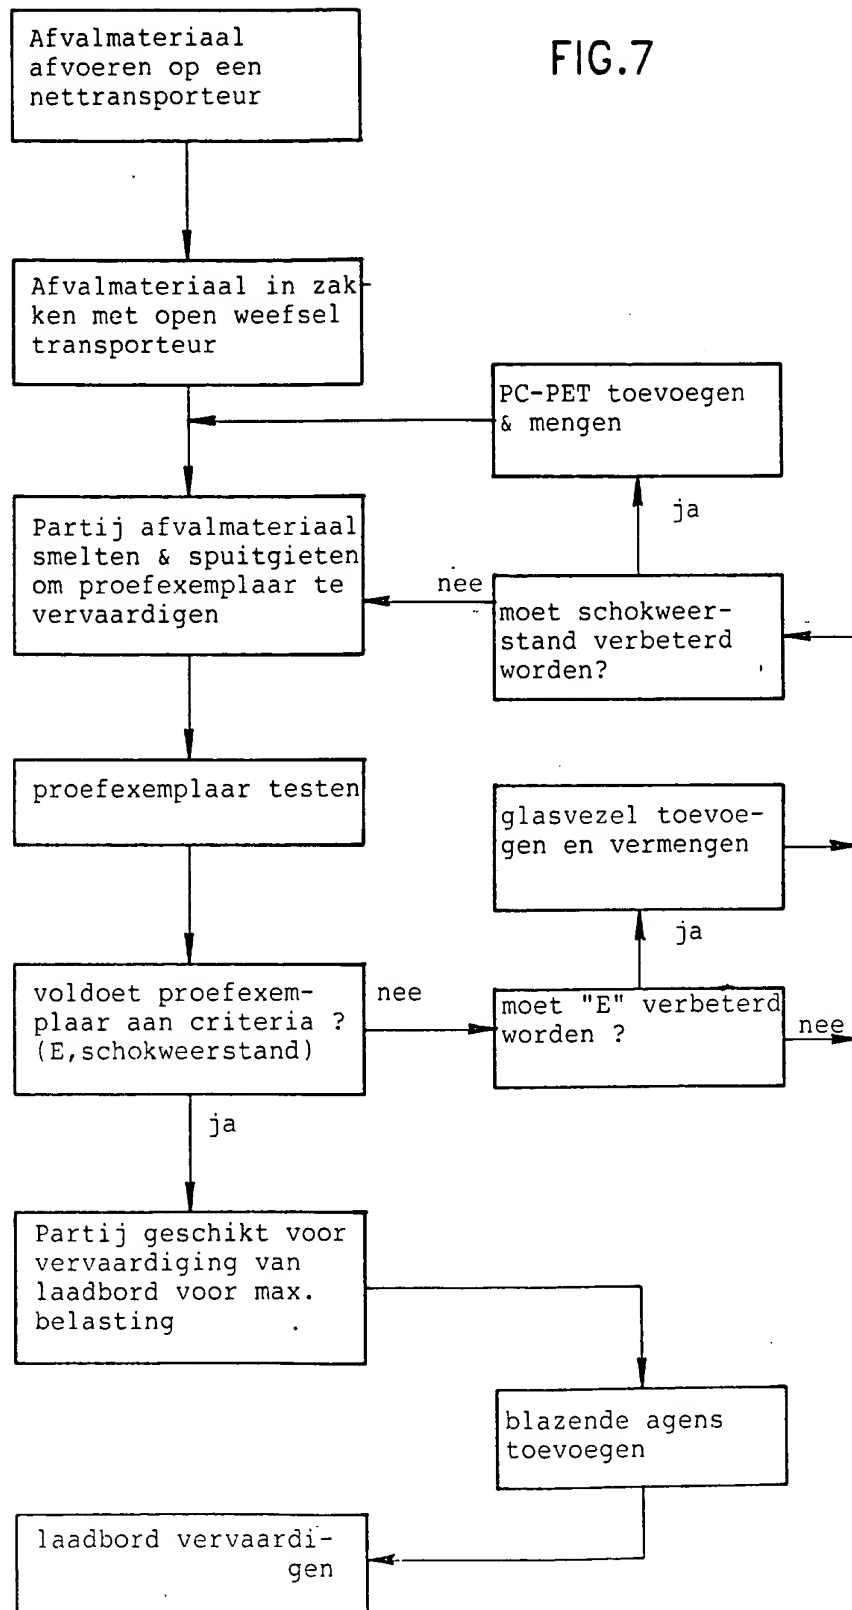 FIG.7
Afvalmateriaal
afvoeren op een
nettransporteur
Afvalmateriaal in zak-
ken met open weefsel
transporteur
PC-PET toevoegen
& mengen
ja
Partij afvalmateriaal
smelten & spuitgieten
om proefexemplaar te
vervaardigen
nee
moet schokweer-
stand verbeterd
worden?
proefexemplaar testen
glasvezel toevoe-
gen en vermengen
ja
voldoet proefexem-
plaar aan criteria ?
(E,schokweerstand)
nee
moet "E" verbeterd
worden ?
nee
ja
Partij geschikt voor
vervaardiging van
laadbord voor max.
belasting
blazende agens
toevoegen
laadbord vervaardi-
gen